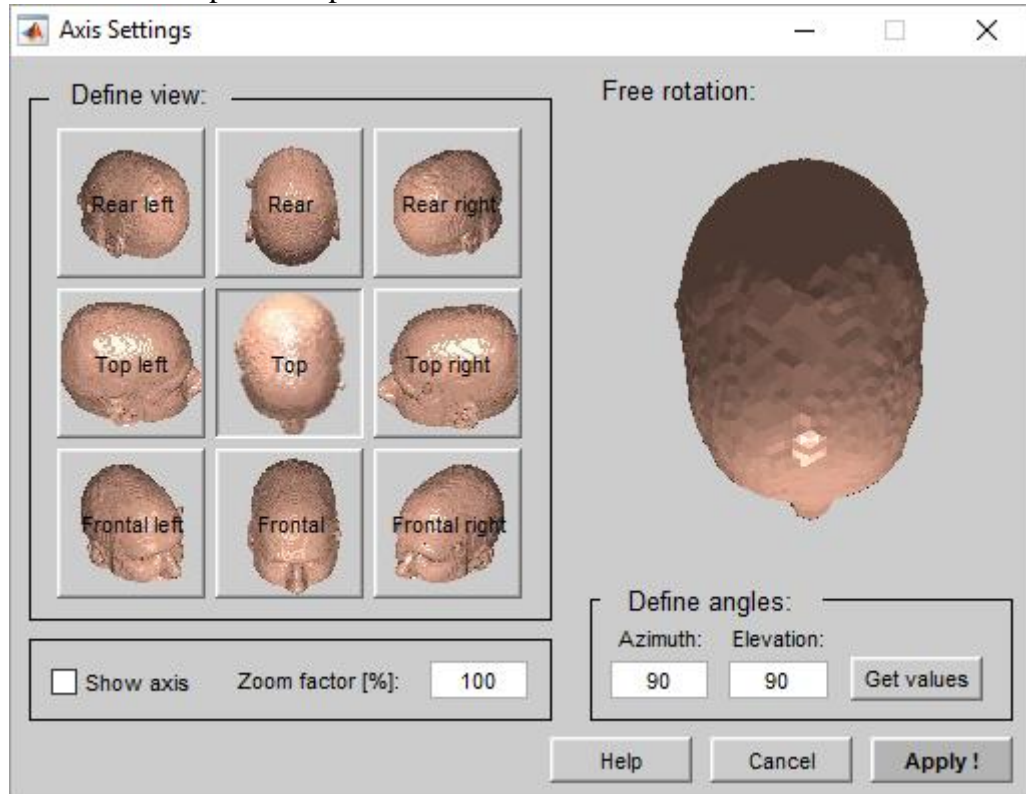 Axis Settings
Define view:
Free rotation:
Rear left
Rear
Rear right
Top left
Top
Top right
Frontal left
Frontal
Frontal right
Define angles:
Azimuth:
Elevation:
90
90
Get values
Show axis
Zoom factor [%]:
100
Help
Cancel
Apply !